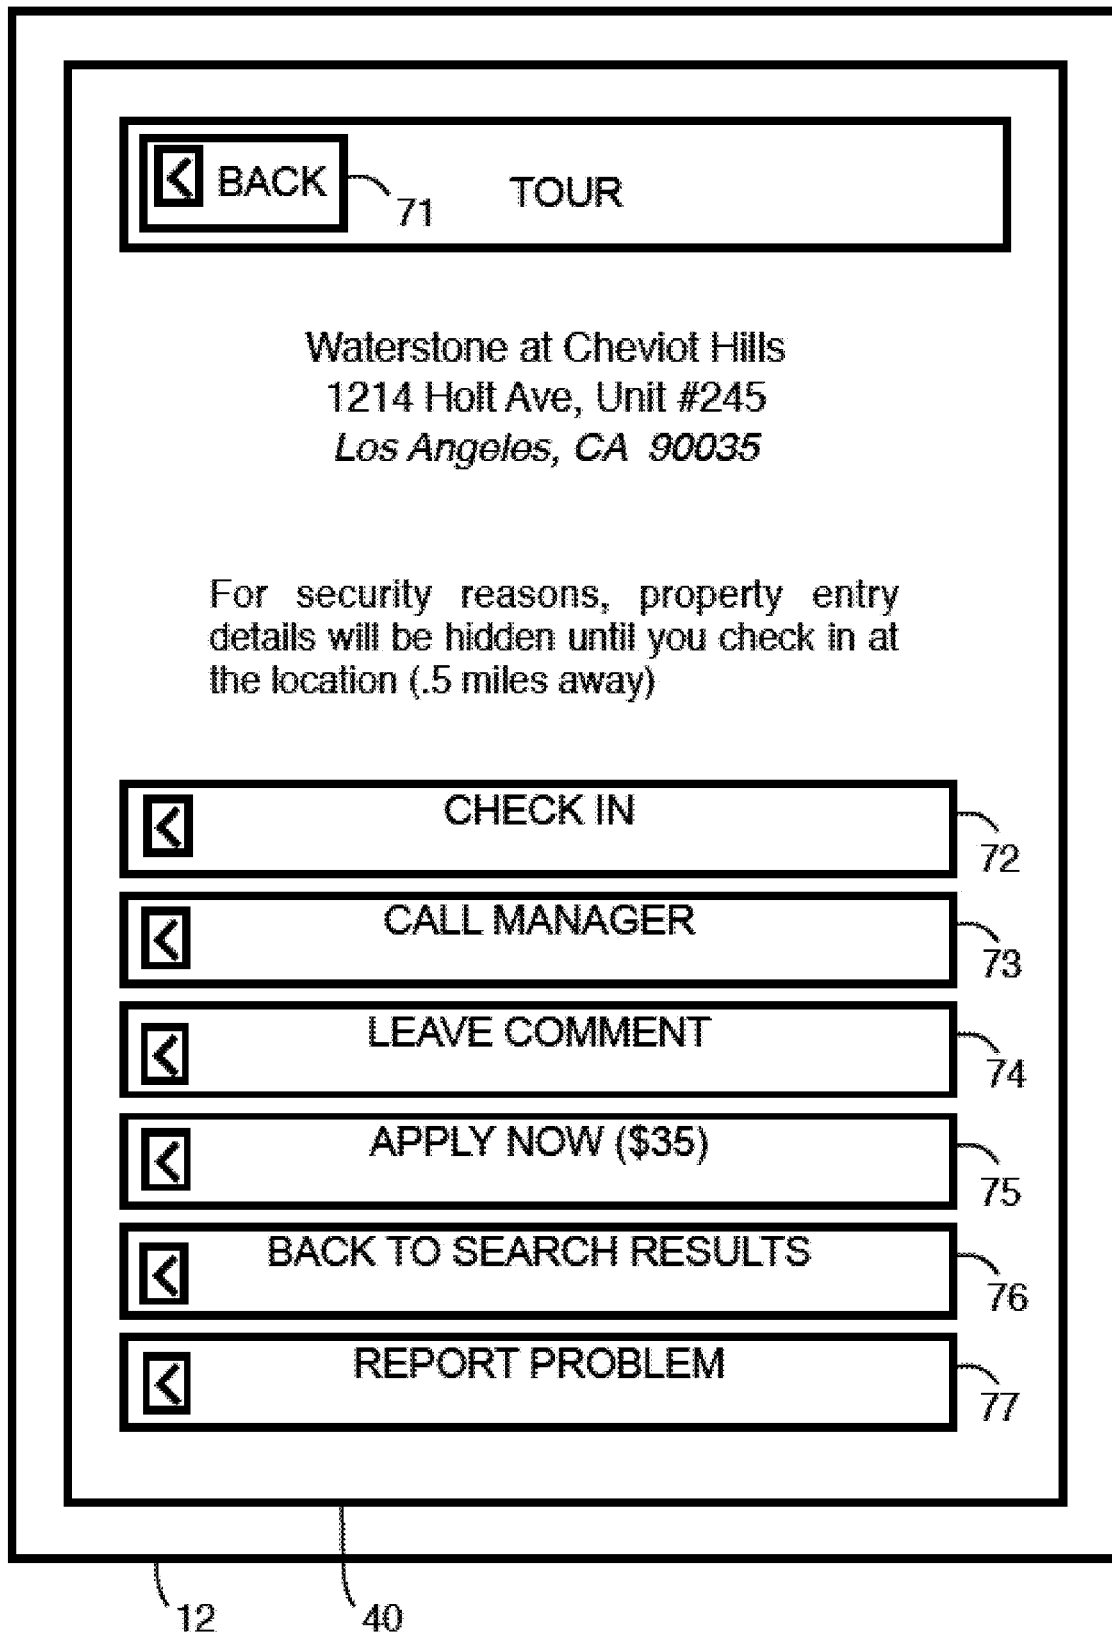 BACK
71
TOUR
Waterstone at Cheviot Hills
1214 Holt Ave, Unit #245
Los Angeles, CA 90035
For security reasons, property entry
details will be hidden until you check in at
the location (.5 miles away)
CHECK IN
72
CALL MANAGER
73
LEAVE COMMENT
74
APPLY NOW ($35)
75
BACK TO SEARCH RESULTS
76
REPORT PROBLEM
77
12
40